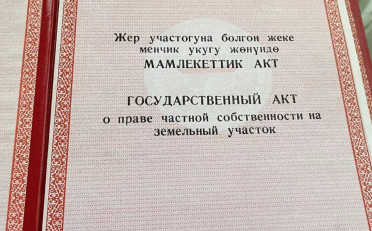 Жер участогуна болгон жеке
менчик укугу жөнүндө
МАМЛЕКЕТТИК АКТ
ГОСУДАРСТВЕННЫЙ АКТ
о праве частной собственности на
земельный участок